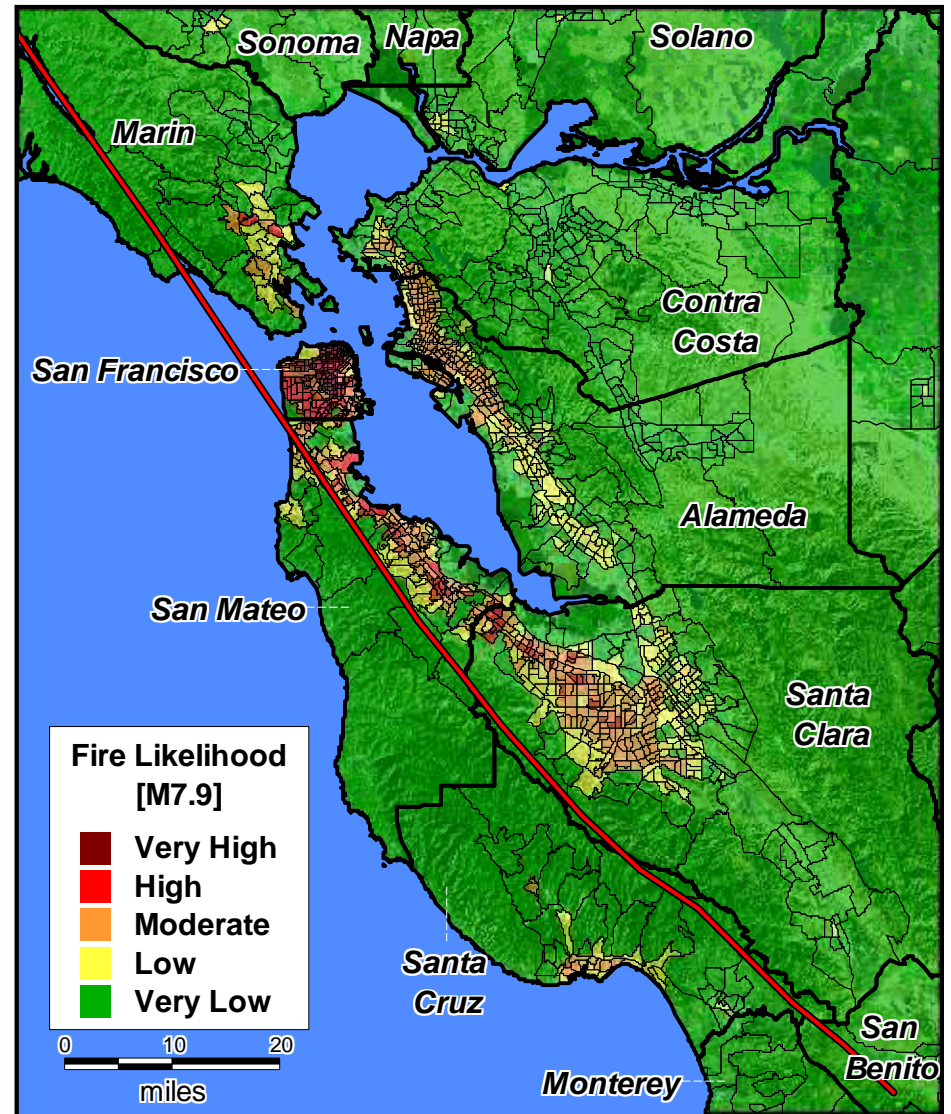 Sonoma
Napa
Solano
Marin
Contra
Costa
San Francisco
Alameda
San Mateo
Santa
Clara
Fire Likelihood
[M7.9]
Very High
High
Moderate
Low
Very Low
0 10 20
miles
Santa
Cruz
San
Benito
Monterey